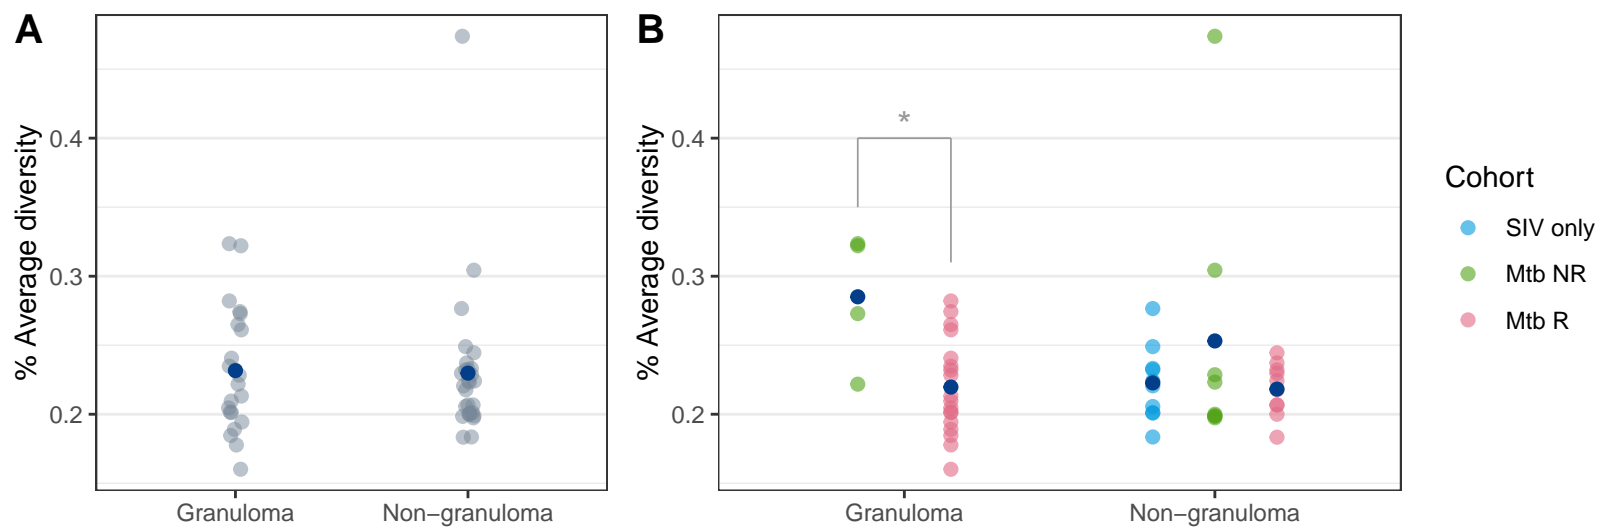 A
% Average diversity
0.4
0.3
0.2
Granuloma
Non−granuloma
B
% Average diversity
0.4
0.3
0.2
*
Granuloma
Non−granuloma
Cohort
SIV only
Mtb NR
Mtb R